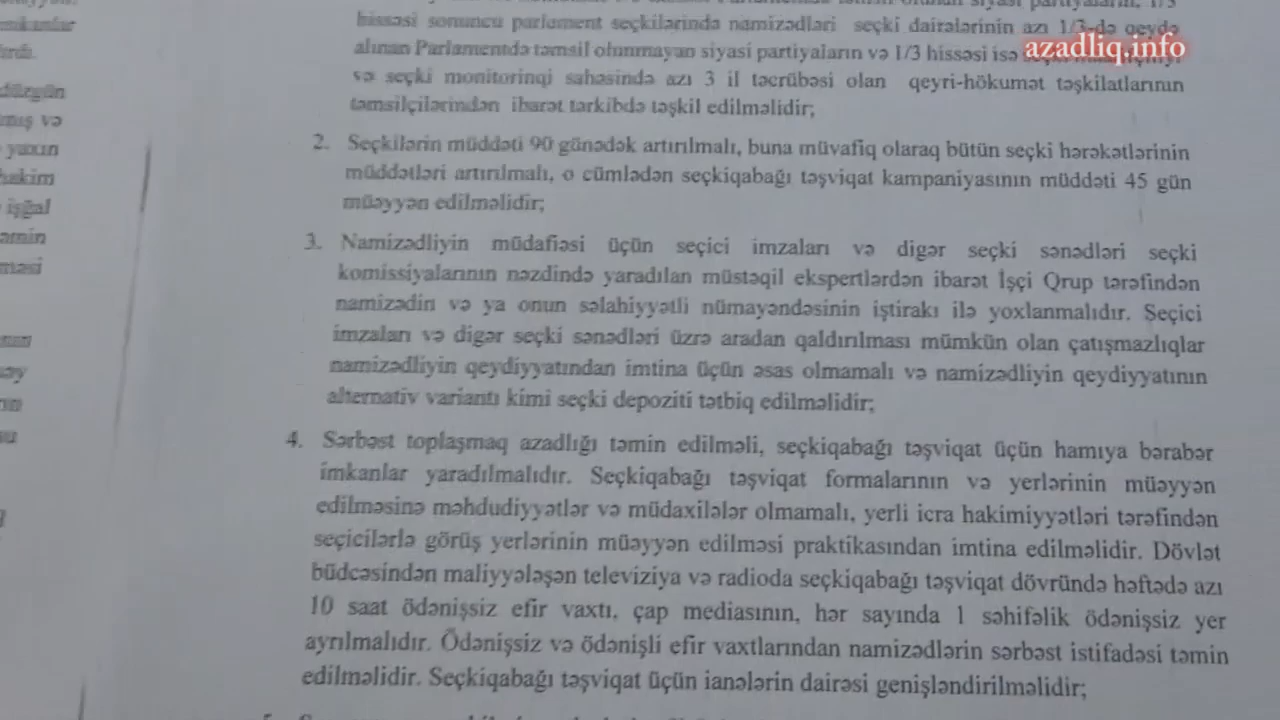 hissəsi sonuncu parlament seçkilərində namizədləri seçki dairələrinin azı 1/3-də qeydə
alınan Parlamentdə təmsil olunmayan siyasi partiyaların və 1/3 hissəsi isə
və seçki monitorinqi sahəsində azı 3 il təcrübəsi olan qeyri-hökumət təşkilatlarının
təmsilçilərindən ibarət tərkibdə təşkil edilməlidir;
azadliq.info
2. Seçkilərin müddəti 90 günədək artırılmalı, buna müvafiq olaraq bütün seçki hərəkətlərinin
müddətləri artırılmalı, o cümlədən seçkiqabağı təşviqat kampaniyasının müddəti 45 gün
müəyyən edilməlidir;
3. Namizədliyin müdafiəsi üçün seçici imzaları və digər seçki sənədləri seçki
komissiyalarının nəzdində yaradılan müstəqil ekspertlərdən ibarət İşçi Qrup tərəfindən
namizədin və ya onun səlahiyyətli nümayəndəsinin iştirakı ilə yoxlanmalıdır. Seçici
imzaları və digər seçki sənədləri üzrə aradan qaldırılması mümkün olan çatışmazlıqlar
namizədliyin qeydiyyatından imtina üçün əsas olmamalı və namizədliyin qeydiyyatının
alternativ variantı kimi seçki depoziti tətbiq edilməlidir;
4. Sərbəst toplaşmaq azadlığı təmin edilməli, seçkiqabağı təşviqat üçün hamıya bərabər
imkanlar yaradılmalıdır. Seçkiqabağı təşviqat formalarının və yerlərinin müəyyən
edilməsinə məhdudiyyətlər və müdaxilələr olmamalı, yerli icra hakimiyyətləri tərəfindən
seçicilərlə görüş yerlərinin müəyyən edilməsi praktikasından imtina edilməlidir. Dövlət
büdcəsindən maliyyələşən televiziya və radioda seçkiqabağı təşviqat dövründə həftədə azı
10 saat ödənişsiz efir vaxtı, çap mediasının, hər sayında 1 səhifəlik ödənişsiz yer
ayrılmalıdır. Ödənişsiz və ödənişli efir vaxtlarından namizədlərin sərbəst istifadəsi təmin
edilməlidir. Seçkiqabağı təşviqat üçün ianələrin dairəsi genişləndirilməlidir;